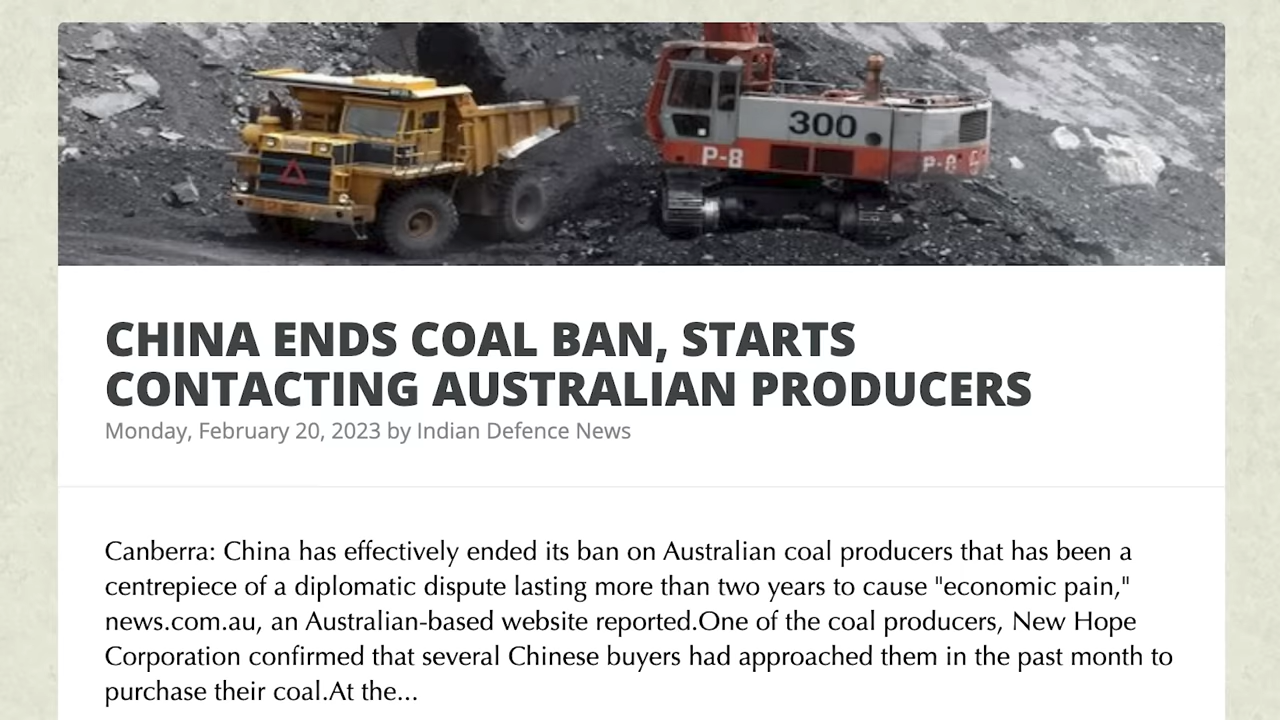 300
P-8
P-8 5
CHINA ENDS COAL BAN, STARTS
CONTACTING AUSTRALIAN PRODUCERS
Monday, February 20, 2023 by Indian Defence News
Canberra: China has effectively ended its ban on Australian coal producers that has been a
centrepiece of a diplomatic dispute lasting more than two years to cause "economic pain,"
news.com.au, an Australian-based website reported.One of the coal producers, New Hope
Corporation confirmed that several Chinese buyers had approached them in the past month to
purchase their coal.At the...